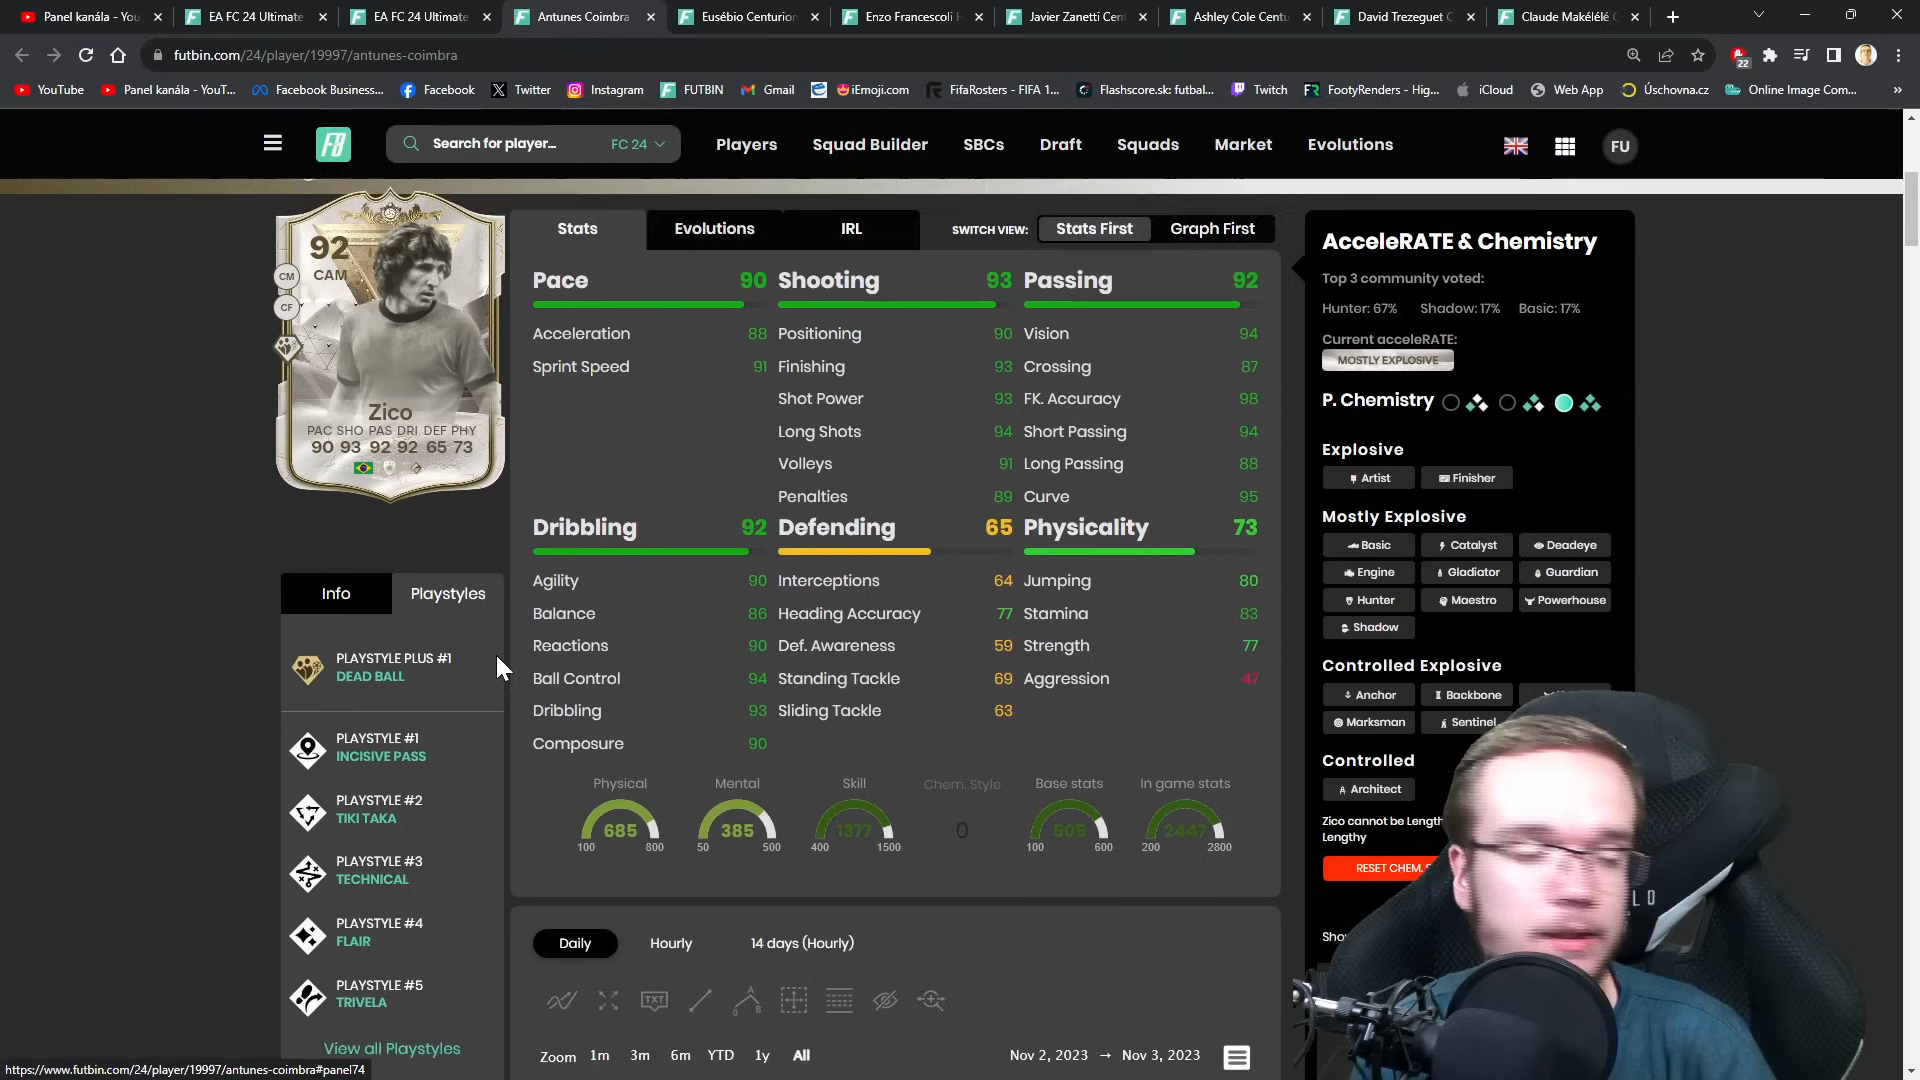 Panel kanála - YouT
EA FC 24 Ultimate
EA FC 24 Ultimate
Antunes Coimbra
Eusébio Centurion
Enzo Francescoli H
Javier Zanetti Cen
Ashley Cole Centu
David Trezeguet C
Claude Makélélé C
futbin.com/24/player/19997/antunes-coimbra
22
YouTube
Panel kanála - YouT...
Facebook Business...
Facebook
Twitter
Instagram
FUTBIN
Gmail
iEmoji.com
FifaRosters - FIFA 1...
Flashscore.sk: futbal...
Twitch
FootyRenders - Hig...
iCloud
Web App
Úschovna.cz
Online Image Com...
»
Search for player...
FC 24
Players
Squad Builder
SBCs
Draft
Squads
Market
Evolutions
FU
92
CAM
CM
CF
Zico
PAC SHO PAS DRI DEF PHY
90 93 92 92 65 73
Stats
Evolutions
IRL
SWITCH VIEW:
Stats First
Graph First
Pace 90
Acceleration 88
Sprint Speed 91
Shooting 93
Positioning 90
Finishing 93
Shot Power 93
Long Shots 94
Volleys 91
Penalties 89
Passing 92
Vision 94
Crossing 87
FK. Accuracy 98
Short Passing 94
Long Passing 88
Curve 95
Dribbling 92
Agility 90
Balance 86
Reactions 90
Ball Control 94
Dribbling 93
Composure 90
Defending 65
Interceptions 64
Heading Accuracy 77
Def. Awareness 59
Standing Tackle 69
Sliding Tackle 63
Physicality 73
Jumping 80
Stamina 83
Strength 77
Aggression 47
Physical
685
100 800
Mental
385
50 500
Skill
1377
400 1500
Chem. Style
0
Base stats
505
100 600
In game stats
2447
200 2800
AcceleRATE & Chemistry
Top 3 community voted:
Hunter: 67% Shadow: 17% Basic: 17%
Current acceleRATE:
MOSTLY EXPLOSIVE
P. Chemistry
Explosive
Artist
Finisher
Mostly Explosive
Basic
Catalyst
Deadeye
Engine
Gladiator
Guardian
Hunter
Maestro
Powerhouse
Shadow
Controlled Explosive
Anchor
Backbone
Marksman
Sentinel
Controlled
Architect
Zico cannot be Length
Lengthy
RESET CHEM.
Info
Playstyles
PLAYSTYLE PLUS #1
DEAD BALL
PLAYSTYLE #1
INCISIVE PASS
PLAYSTYLE #2
TIKI TAKA
PLAYSTYLE #3
TECHNICAL
PLAYSTYLE #4
FLAIR
PLAYSTYLE #5
TRIVELA
View all Playstyles
Daily
Hourly
14 days (Hourly)
TXT
Zoom 1m 3m 6m YTD 1y All
Nov 2, 2023 → Nov 3, 2023
https://www.futbin.com/24/player/19997/antunes-coimbra#panel74